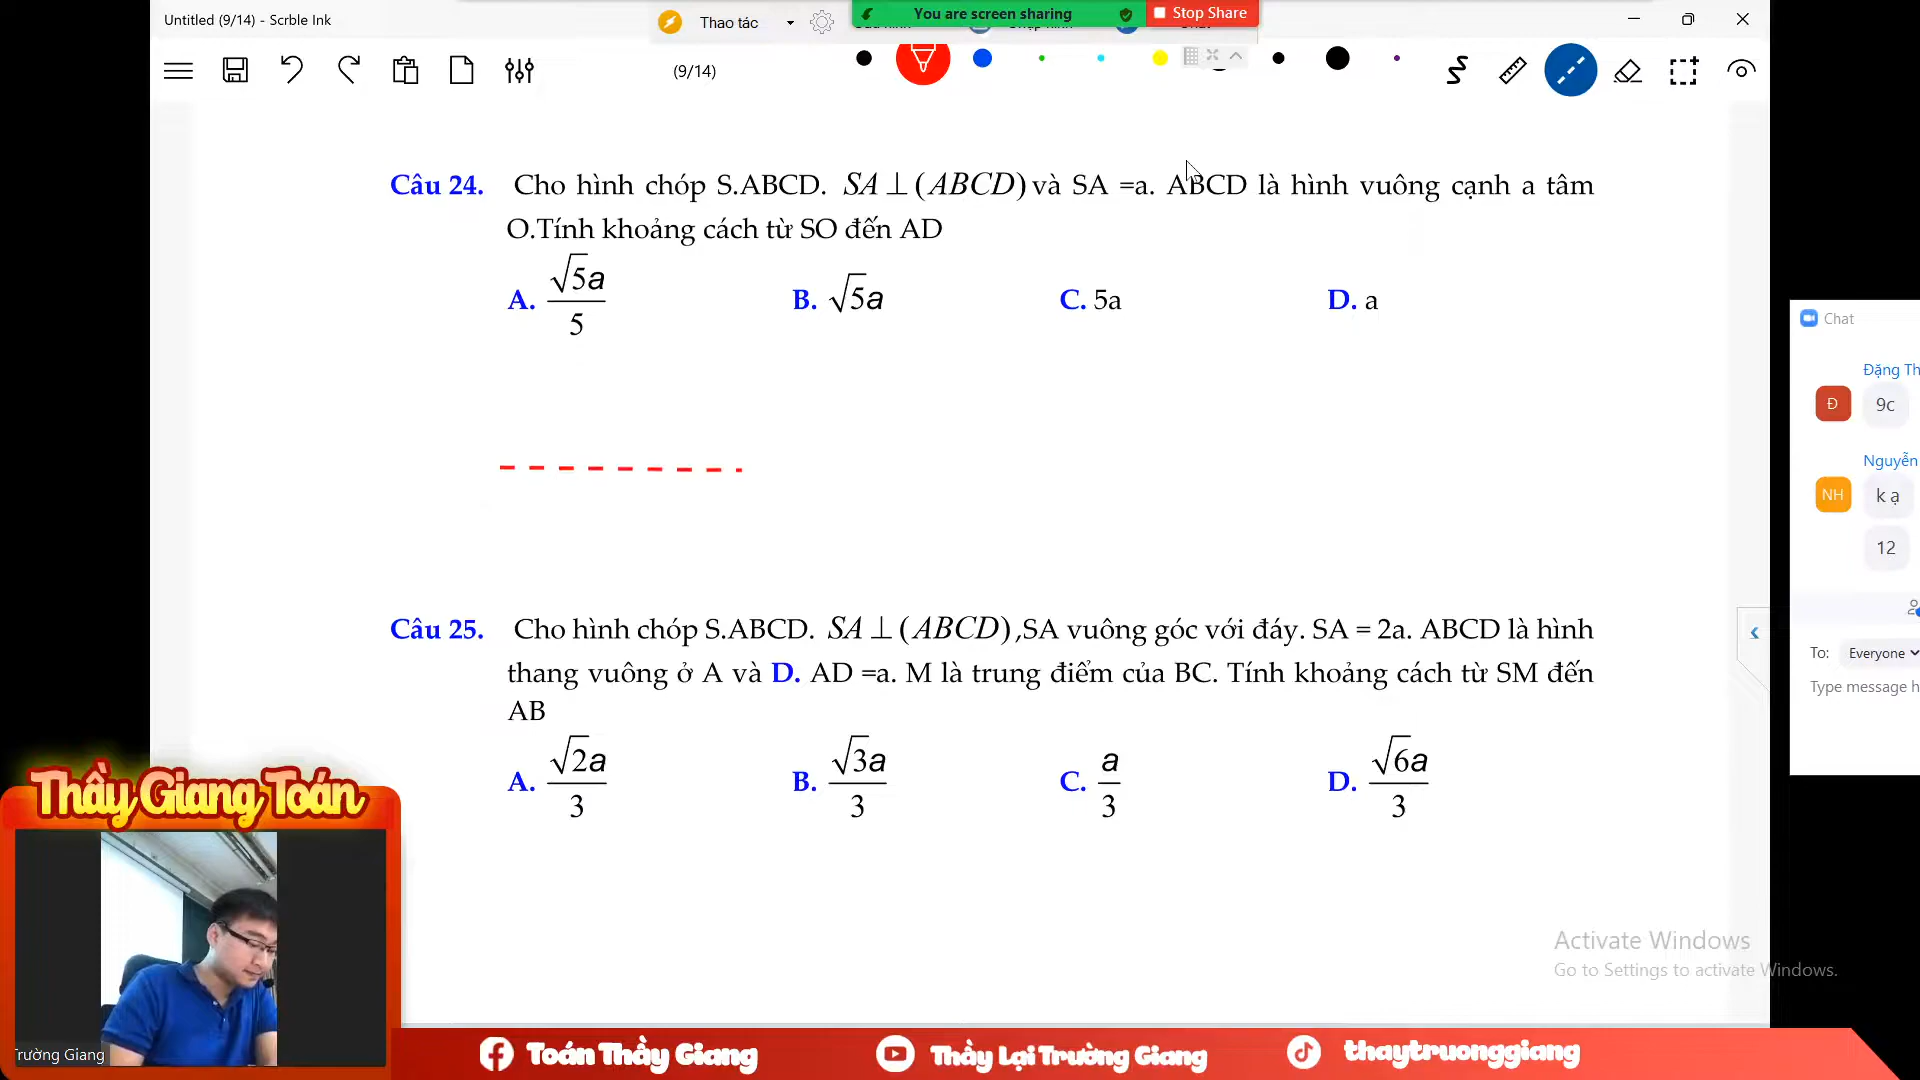 Untitled (9/14) - Scrble Ink
Thao tác
You are screen sharing
Stop Share
(9/14)
Câu 24. Cho hình chóp S.ABCD. SA ⊥ (ABCD) và SA =a. ABCD là hình vuông cạnh a tâm
O.Tính khoảng cách từ SO đến AD
A. √5a/5 B. √5a C. 5a D. a
Câu 25. Cho hình chóp S.ABCD. SA ⊥ (ABCD) ,SA vuông góc với đáy. SA = 2a. ABCD là hình
thang vuông ở A và D. AD =a. M là trung điểm của BC. Tính khoảng cách từ SM đến
AB
A. √2a/3 B. √3a/3 C. a/3 D. √6a/3
Chat
Đặng Th
Đ
9c
Nguyễn
NH
k ạ
12
To: Everyone
Type message h
Activate Windows
Go to Settings to activate Windows.
Thầy Giang Toán
Trường Giang
Toán Thầy Giang
Thầy Lại Trường Giang
thaytruonggiang